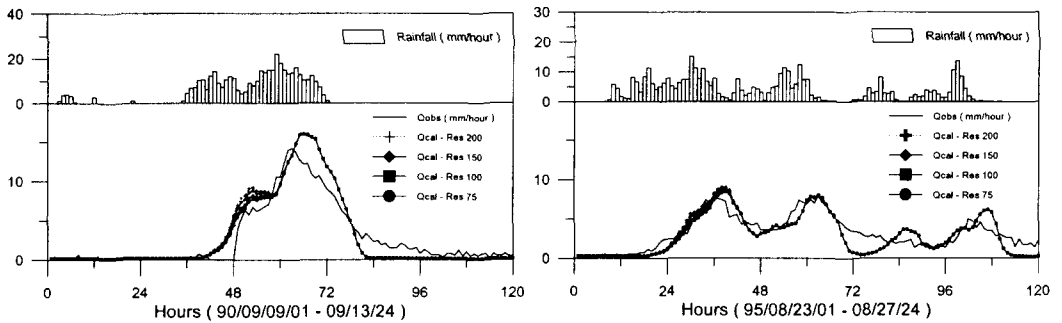 40
20
0
Rainfall ( mm/hour )
Qobs ( mm/hour )
Qcal - Res 200
Qcal - Res 150
Qcal - Res 100
Qcal - Res 75
10
0
0 24 48 72 96 120
Hours ( 90/09/09/01 - 09/13/24 )
30
20
10
0
Rainfall ( mm/hour )
Qobs ( mm/hour )
Qcal - Res 200
Qcal - Res 150
Qcal - Res 100
Qcal - Res 75
10
5
0
0 24 48 72 96 120
Hours ( 95/08/23/01 - 08/27/24 )